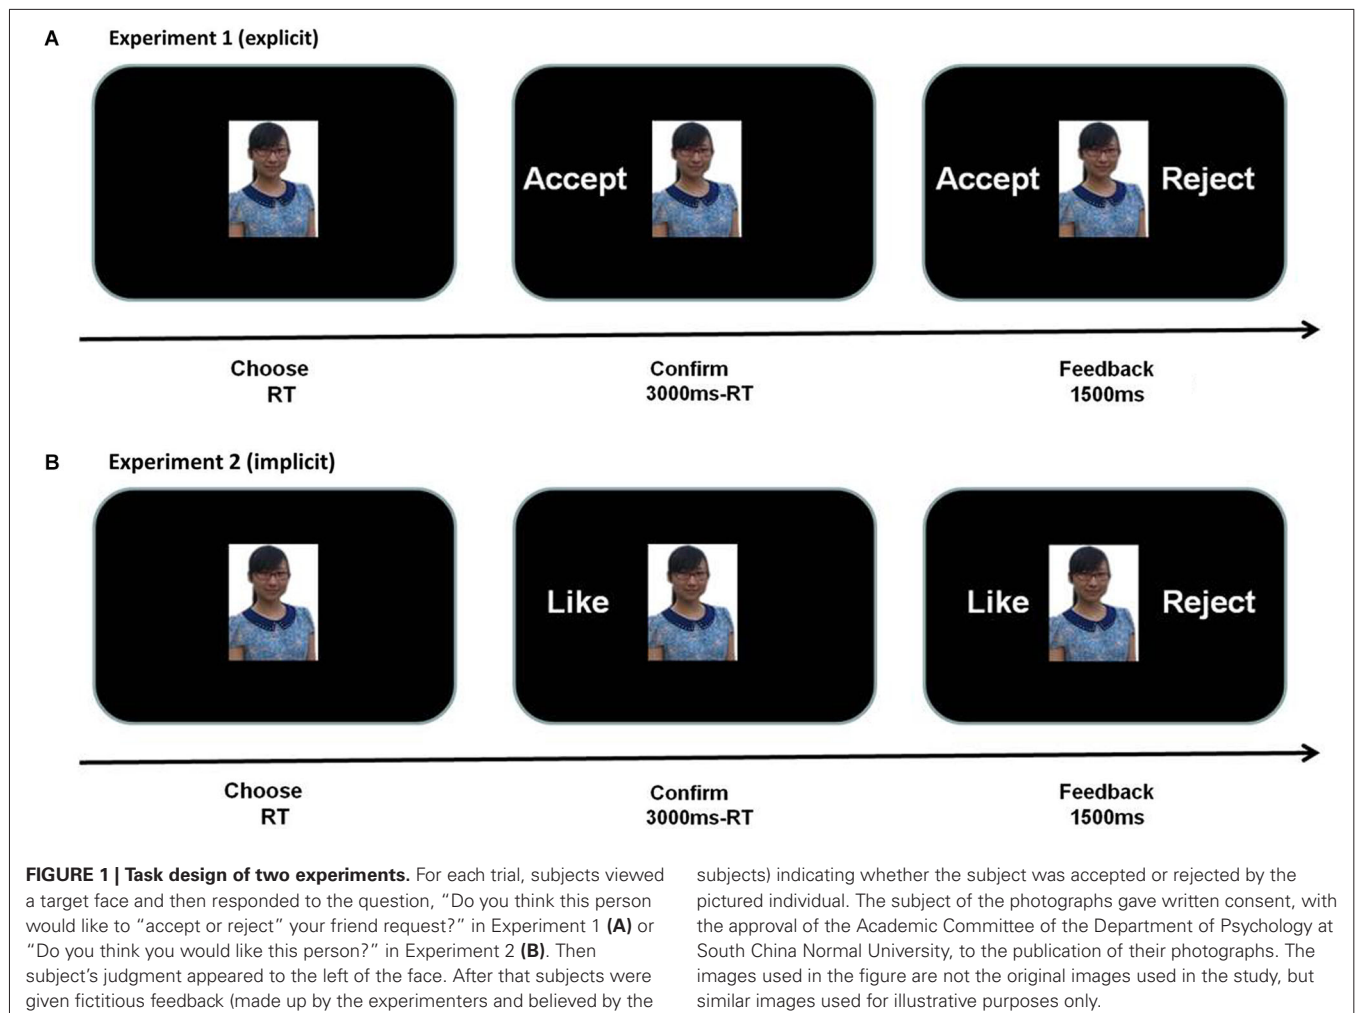 A Experiment 1 (explicit)
Accept
Accept Reject
Choose
RT
Confirm
3000ms-RT
Feedback
1500ms
B Experiment 2 (implicit)
Like
Like Reject
Choose
RT
Confirm
3000ms-RT
Feedback
1500ms
FIGURE 1 | Task design of two experiments. For each trial, subjects viewed
a target face and then responded to the question, “Do you think this person
would like to “accept or reject” your friend request?” in Experiment 1 (A) or
“Do you think you would like this person?” in Experiment 2 (B). Then
subject’s judgment appeared to the left of the face. After that subjects were
given fictitious feedback (made up by the experimenters and believed by the
subjects) indicating whether the subject was accepted or rejected by the
pictured individual. The subject of the photographs gave written consent, with
the approval of the Academic Committee of the Department of Psychology at
South China Normal University, to the publication of their photographs. The
images used in the figure are not the original images used in the study, but
similar images used for illustrative purposes only.